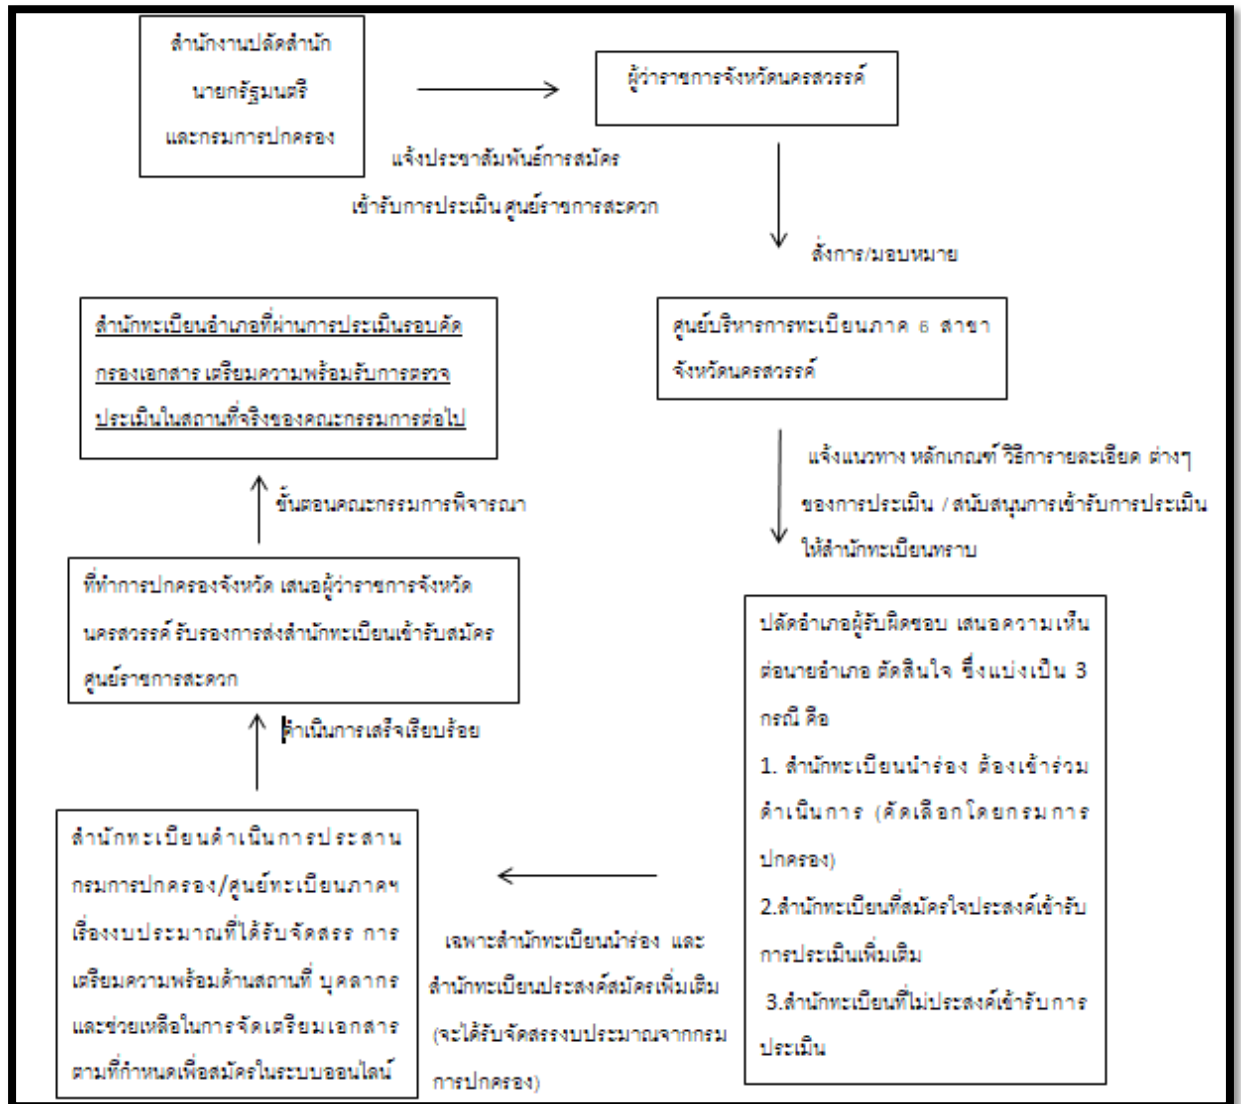 สำนักงานปลัดสำนัก
นายกรัฐมนตรี
และกรมการปกครอง
ผู้ว่าราชการจังหวัดนครสวรรค์
แจ้งประชาสัมพันธ์การสมัคร
เข้ารับการประเมิน ศูนย์ราชการสะดวก
สั่งการ/มอบหมาย
ศูนย์บริหารการทะเบียนภาค 6 สาขา
จังหวัดนครสวรรค์
แจ้งแนวทาง หลักเกณฑ์ วิธีการายละเอียด ต่างๆ
ของการประเมิน / สนับสนุนการเข้ารับการประเมิน
ให้สำนักทะเบียนทราบ
ปลัดอำเภอผู้รับผิดชอบ เสนอความเห็น
ต่อนายอำเภอ ตัดสินใจ ซึ่งแบ่งเป็น 3
กรณี คือ
1. สำนักทะเบียนนำร่อง ต้องเข้าร่วม
ดำเนินการ (คัดเลือกโดยกรมการ
ปกครอง)
2.สำนักทะเบียนที่สมัครใจประสงค์เข้ารับ
การประเมินเพิ่มเติม
3.สำนักทะเบียนที่ไม่ประสงค์เข้ารับการ
ประเมิน
เฉพาะสำนักทะเบียนนำร่อง และ
สำนักทะเบียนประสงค์สมัครเพิ่มเติม
(จะได้รับจัดสรรงบประมาณจากกรม
การปกครอง)
สำนักทะเบียนดำเนินการประสาน
กรมการปกครอง/ศูนย์ทะเบียนภาคฯ
เรื่องงบประมาณที่ได้รับจัดสรร การ
เตรียมความพร้อมด้านสถานที่ บุคลากร
และช่วยเหลือในการจัดเตรียมเอกสาร
ตามที่กำหนดเพื่อสมัครในระบบออนไลน์
ดำเนินการเสร็จเรียบร้อย
ที่ทำการปกครองจังหวัด เสนอผู้ว่าราชการจังหวัด
นครสวรรค์ รับรองการส่งสำนักทะเบียนเข้ารับสมัคร
ศูนย์ราชการสะดวก
ขั้นตอนคณะกรรมการพิจารณา
สำนักทะเบียนอำเภอที่ผ่านการประเมินรอบคัด
กรองเอกสาร เตรียมความพร้อมรับการตรวจ
ประเมินในสถานที่จริงของคณะกรรมการต่อไป